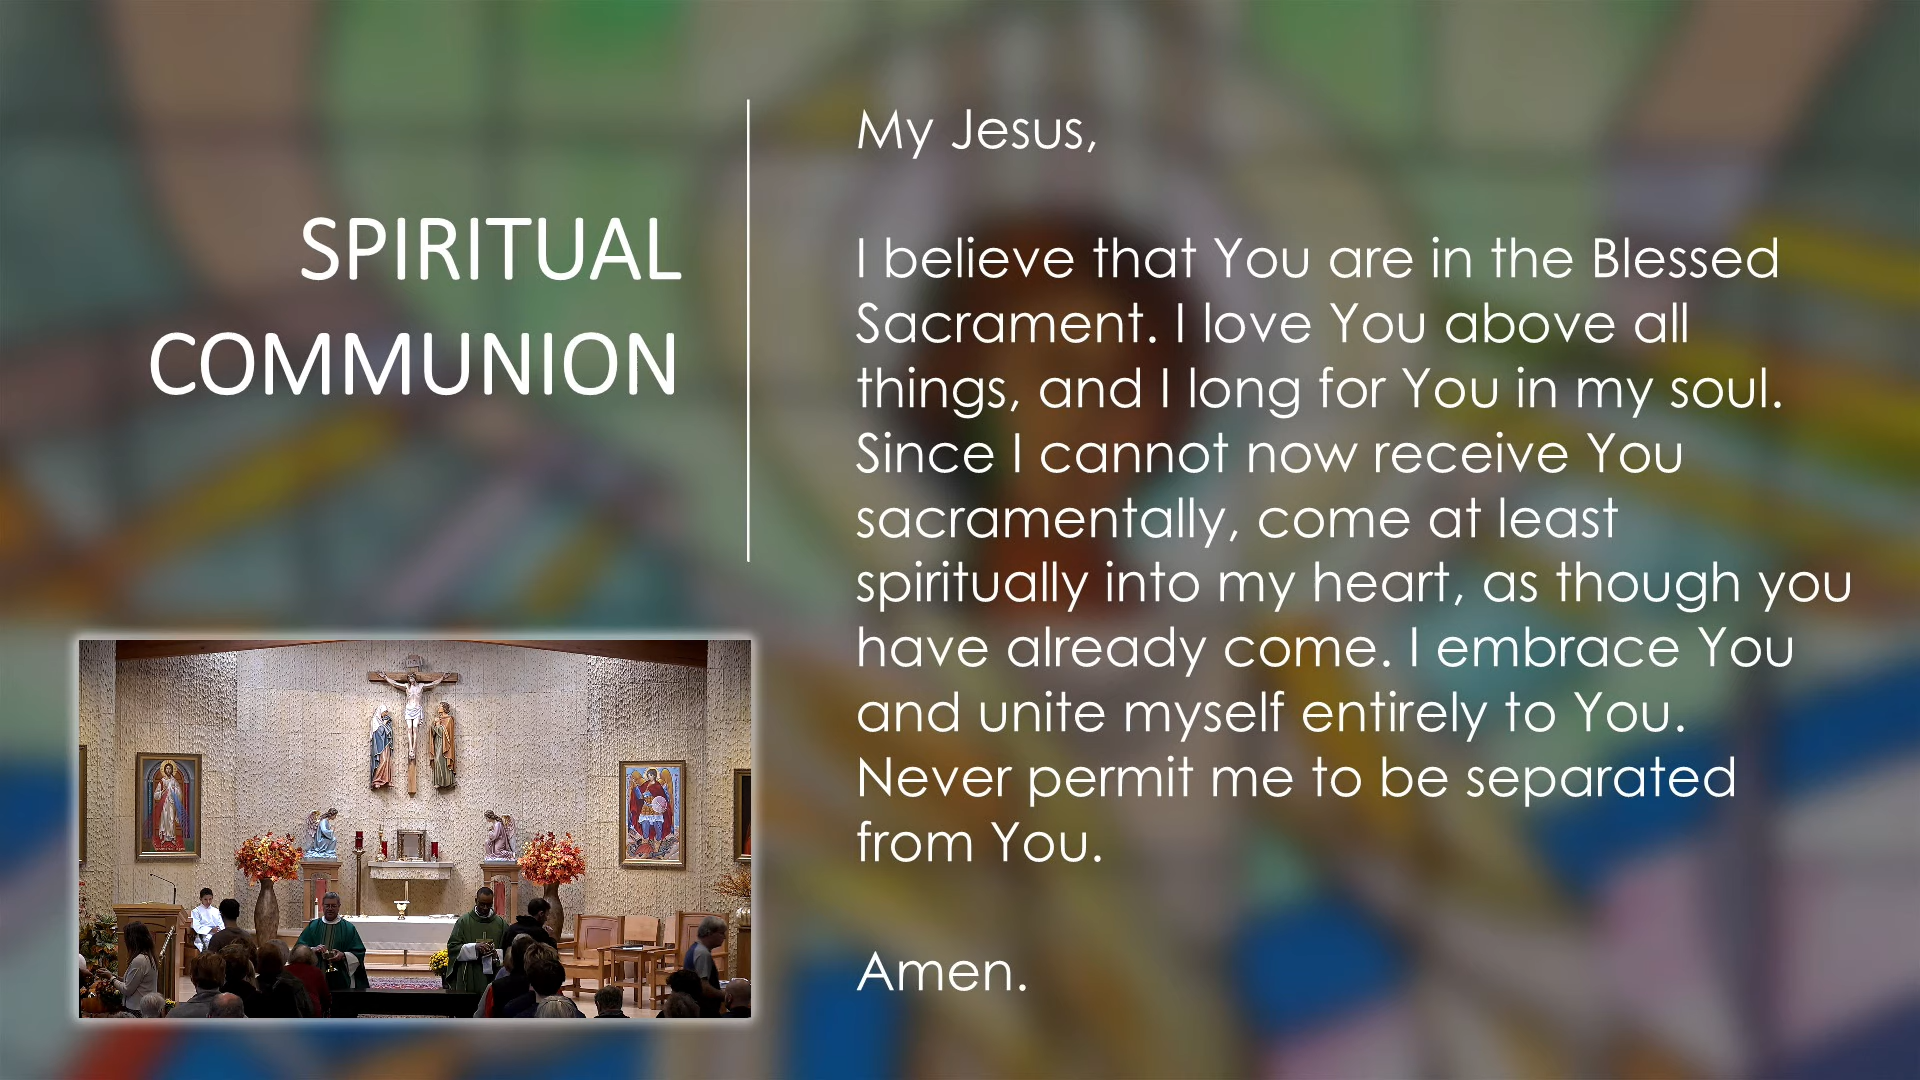 SPIRITUAL
COMMUNION
My Jesus,
I believe that You are in the Blessed
Sacrament. I love You above all
things, and I long for You in my soul.
Since I cannot now receive You
sacramentally, come at least
spiritually into my heart, as though you
have already come. I embrace You
and unite myself entirely to You.
Never permit me to be separated
from You.
Amen.